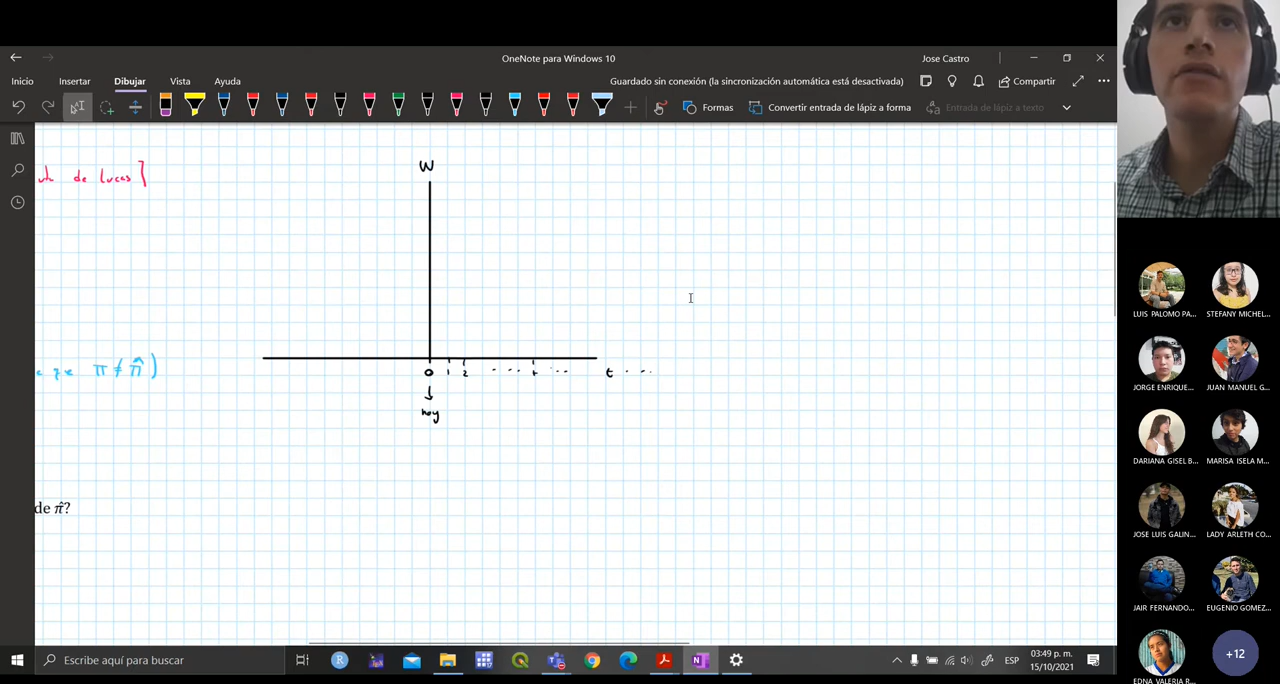 OneNote para Windows 10
Jose Castro
Inicio
Insertar
Dibujar
Vista
Ayuda
Guardado sin conexión (la sincronización automática está desactivada)
Compartir
Formas
Convertir entrada de lápiz a forma
Entrada de lápiz a texto
de Lucas]
W
π ≠ π̂)
0 1 2 .... t ... t ....
↓
hoy
de π̂?
LUIS PALOMO PA...
STEFANY MICHEL...
JORGE ENRIQUE...
JUAN MANUEL G...
DARIANA GISEL B...
MARISA ISELA M...
JOSE LUIS GALIN...
LADY ARLETH CO...
JAIR FERNANDO...
EUGENIO GOMEZ...
EDNA VALERIA R...
+12
Escribe aquí para buscar
ESP
03:49 p. m.
15/10/2021